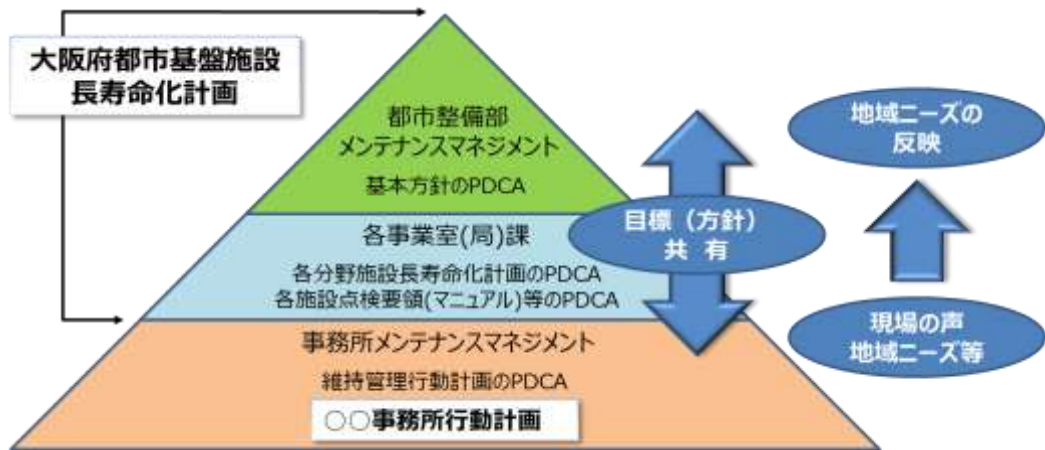 大阪府都市基盤施設
長寿命化計画
都市整備部
メンテナンスマネジメント
基本方針のPDCA
各事業室(局)課
各分野施設長寿命化計画のPDCA
各施設点検要領(マニュアル)等のPDCA
事務所メンテナンスマネジメント
維持管理行動計画のPDCA
○○事務所行動計画
目標（方針）
共 有
地域ニーズの
反映
現場の声
地域ニーズ等